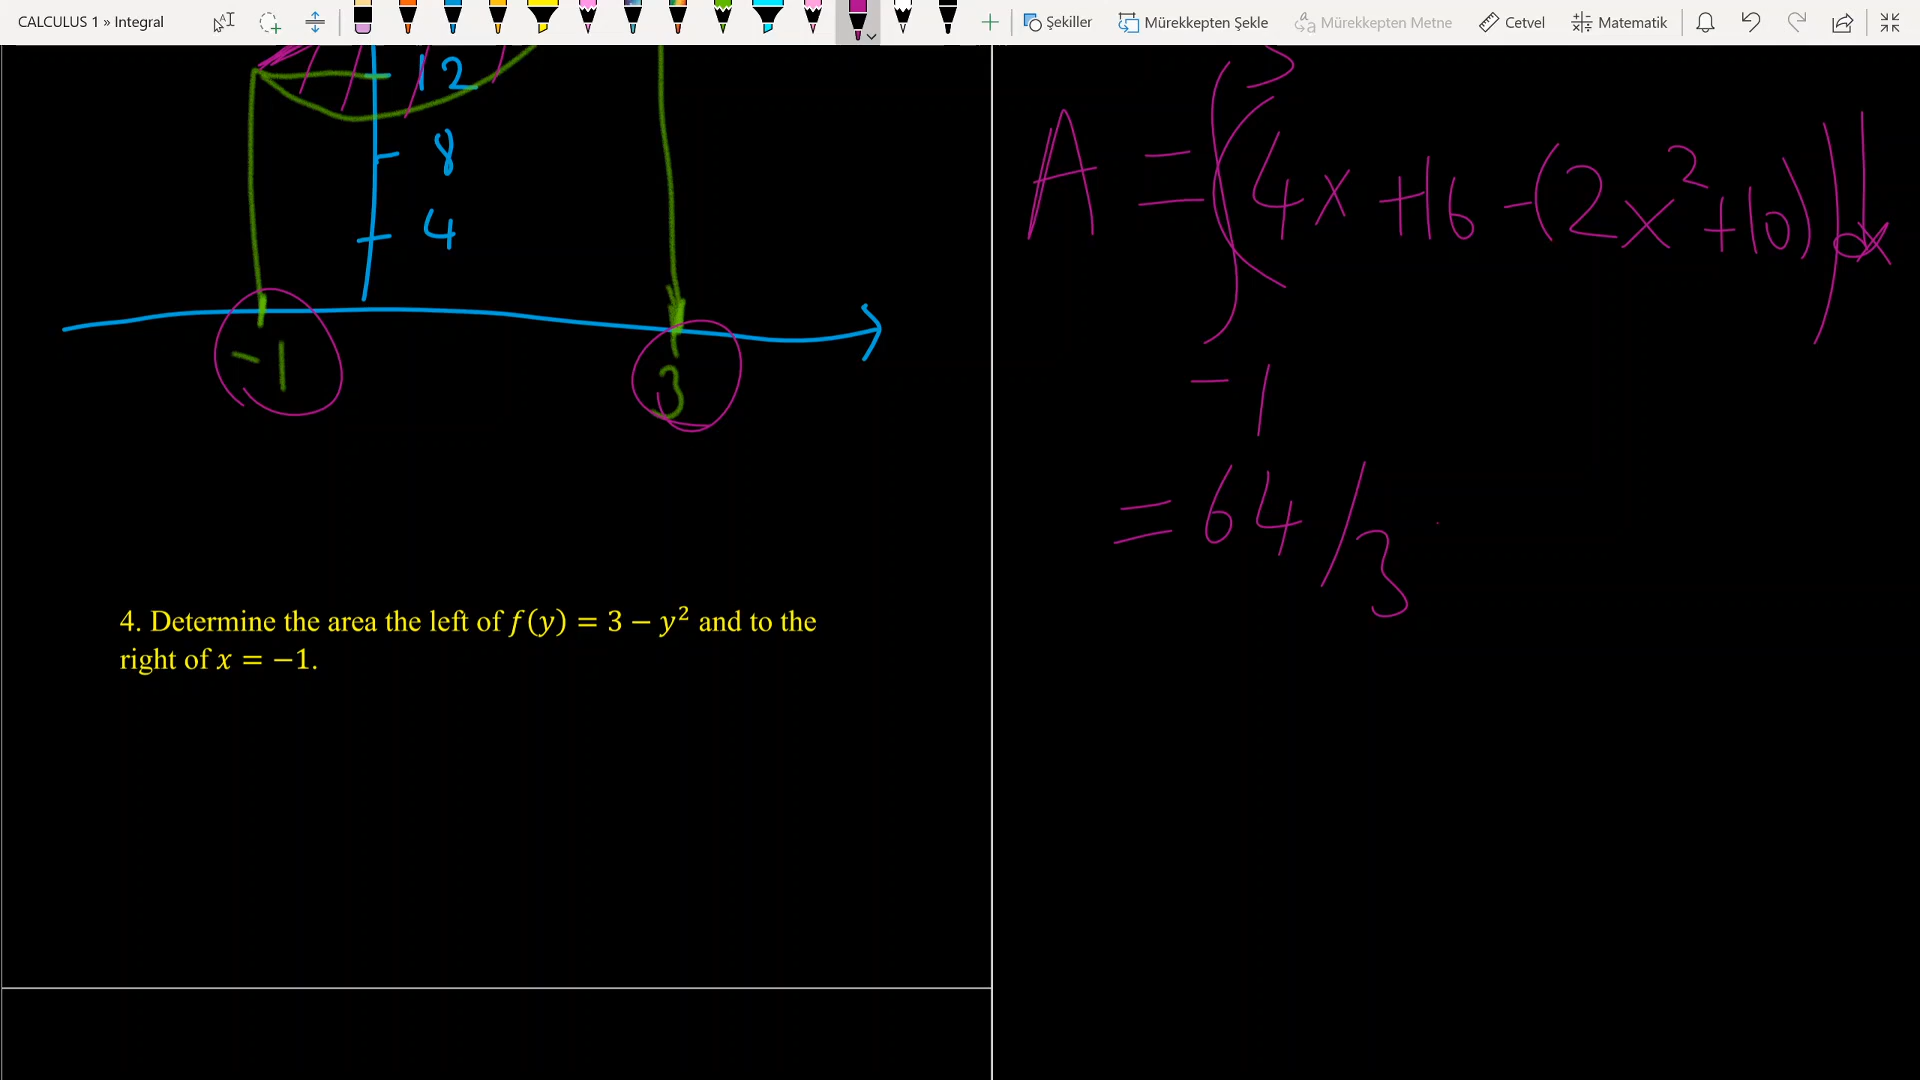 CALCULUS 1 » Integral
Şekiller
Mürekkepten Şekle
Mürekkepten Metne
Cetvel
Matematik
12
8
4
-1
3
3
A = ∫(4x + 16 - (2x² + 10))dx
-1
= 64/3
4. Determine the area the left of f(y) = 3 − y² and to the
right of x = −1.